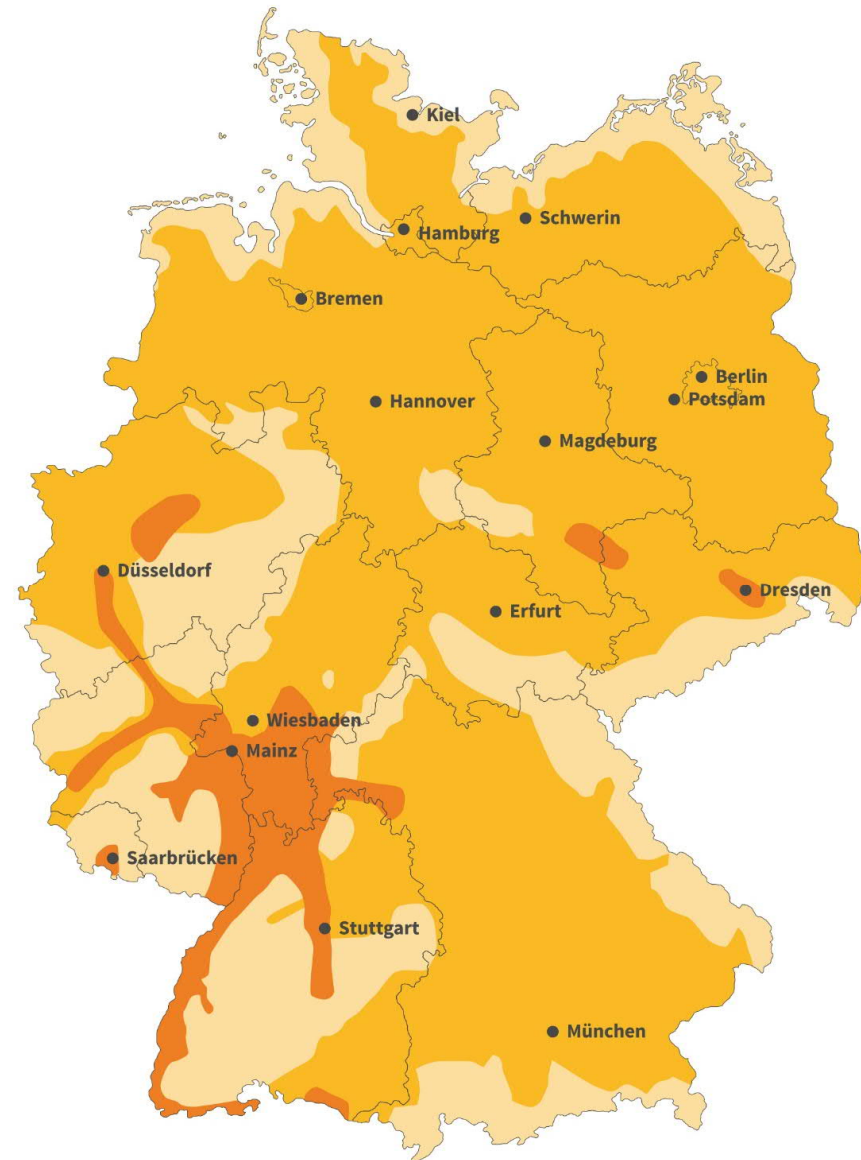 Kiel
Schwerin
Hamburg
Bremen
Berlin
Potsdam
Hannover
Magdeburg
Düsseldorf
Dresden
Erfurt
Wiesbaden
Mainz
Saarbrücken
Stuttgart
München